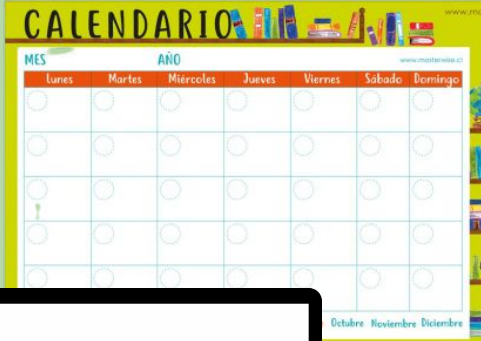 CALENDARIO
MES AÑO www.masterwise.cl
Lunes Martes Miércoles Jueves Viernes Sábado Domingo
Octubre Noviembre Diciembre